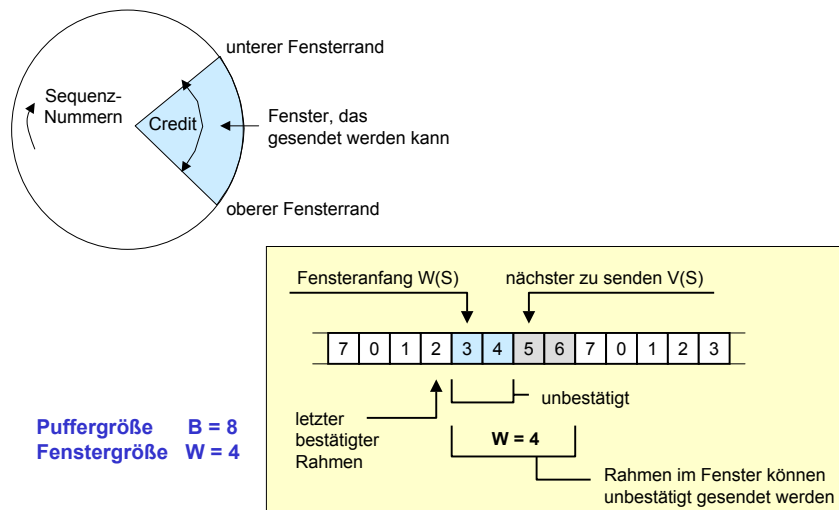 unterer Fensterrand
Sequenz-
Nummern
Credit
Fenster, das
gesendet werden kann
oberer Fensterrand
Fensteranfang W(S)
nächster zu senden V(S)
7 0 1 2 3 4 5 6 7 0 1 2 3
unbestätigt
letzter
bestätigter
Rahmen
W = 4
Rahmen im Fenster können
unbestätigt gesendet werden
Puffergröße B = 8
Fenstergröße W = 4